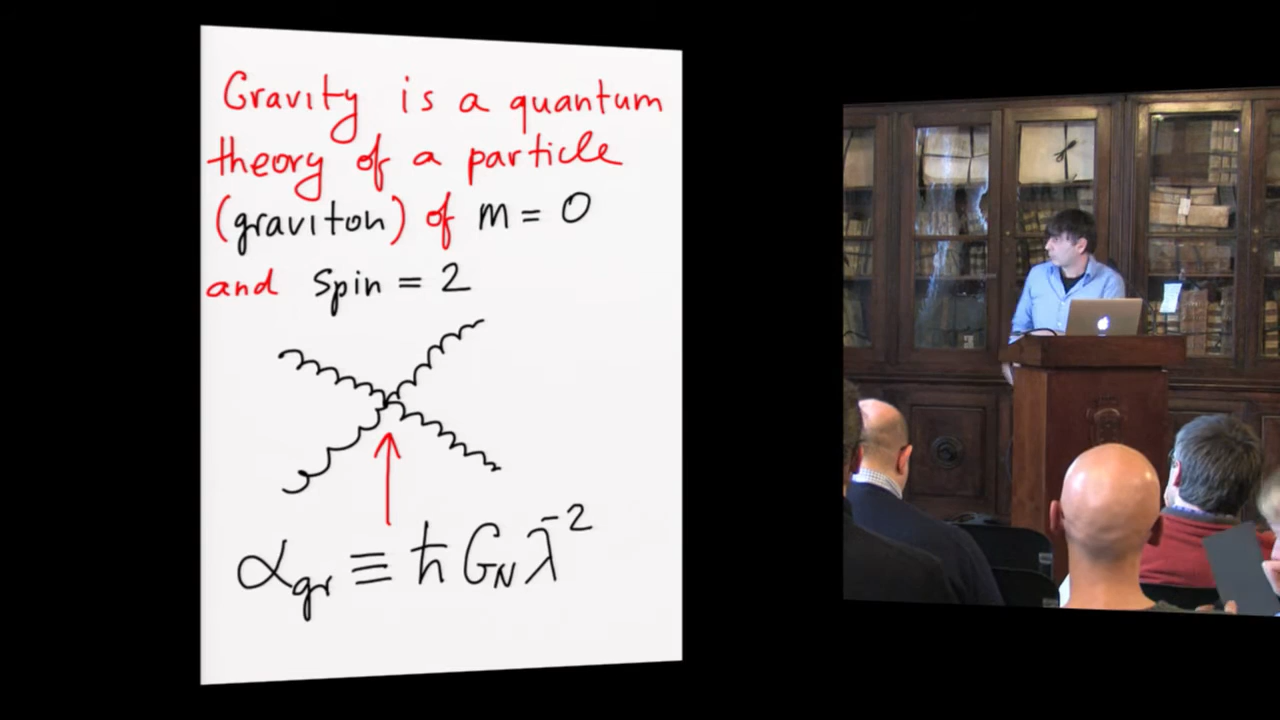 Gravity is a quantum
theory of a particle
(graviton) of m = 0
and Spin = 2
α_gr ≡ ħ G_N λ^-2